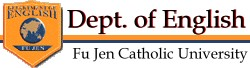 ENGLISH
FU JEN
Dept. of English
Fu Jen Catholic University